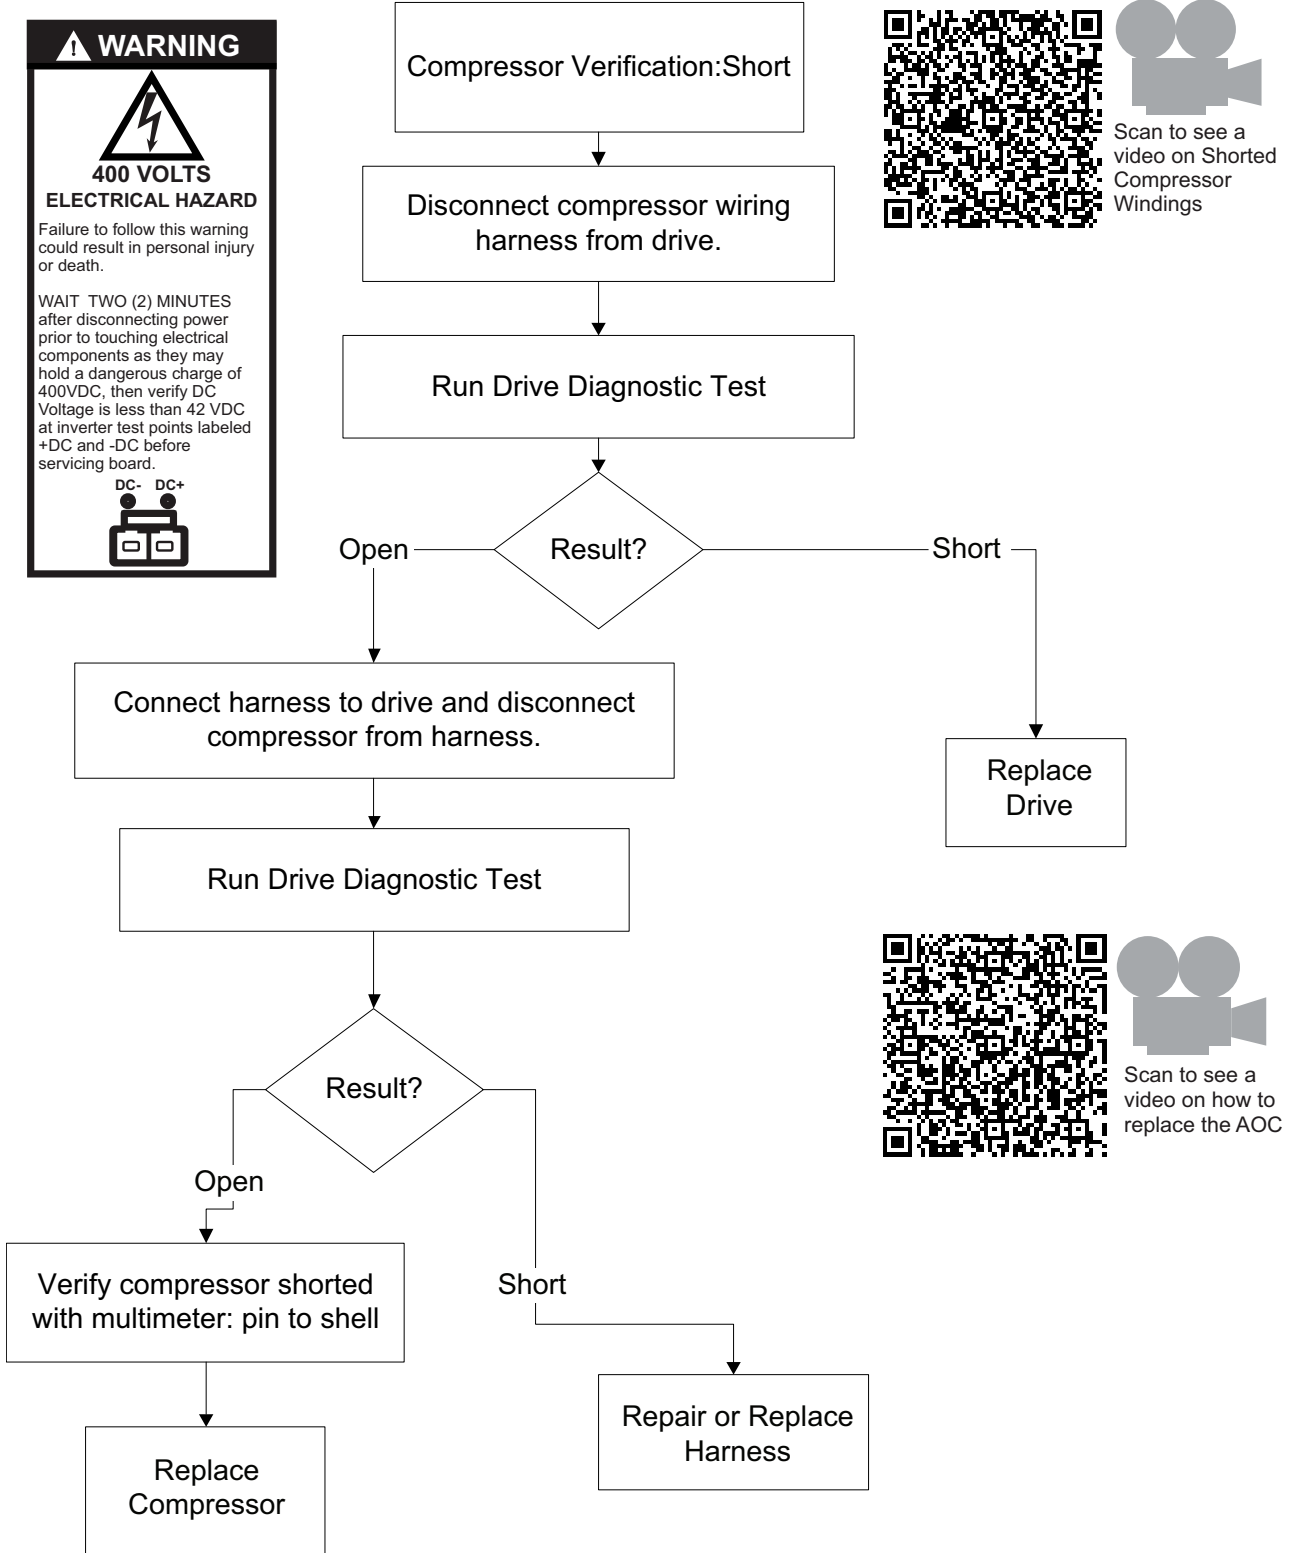 WARNING
400 VOLTS
ELECTRICAL HAZARD
Failure to follow this warning
could result in personal injury
or death.
WAIT TWO (2) MINUTES
after disconnecting power
prior to touching electrical
components as they may
hold a dangerous charge of
400VDC, then verify DC
Voltage is less than 42 VDC
at inverter test points labeled
+DC and -DC before
servicing board.
DC- DC+
Compressor Verification:Short
Scan to see a
video on Shorted
Compressor
Windings
Disconnect compressor wiring
harness from drive.
Run Drive Diagnostic Test
Result?
Open
Short
Connect harness to drive and disconnect
compressor from harness.
Replace
Drive
Run Drive Diagnostic Test
Scan to see a
video on how to
replace the AOC
Result?
Open
Short
Verify compressor shorted
with multimeter: pin to shell
Repair or Replace
Harness
Replace
Compressor